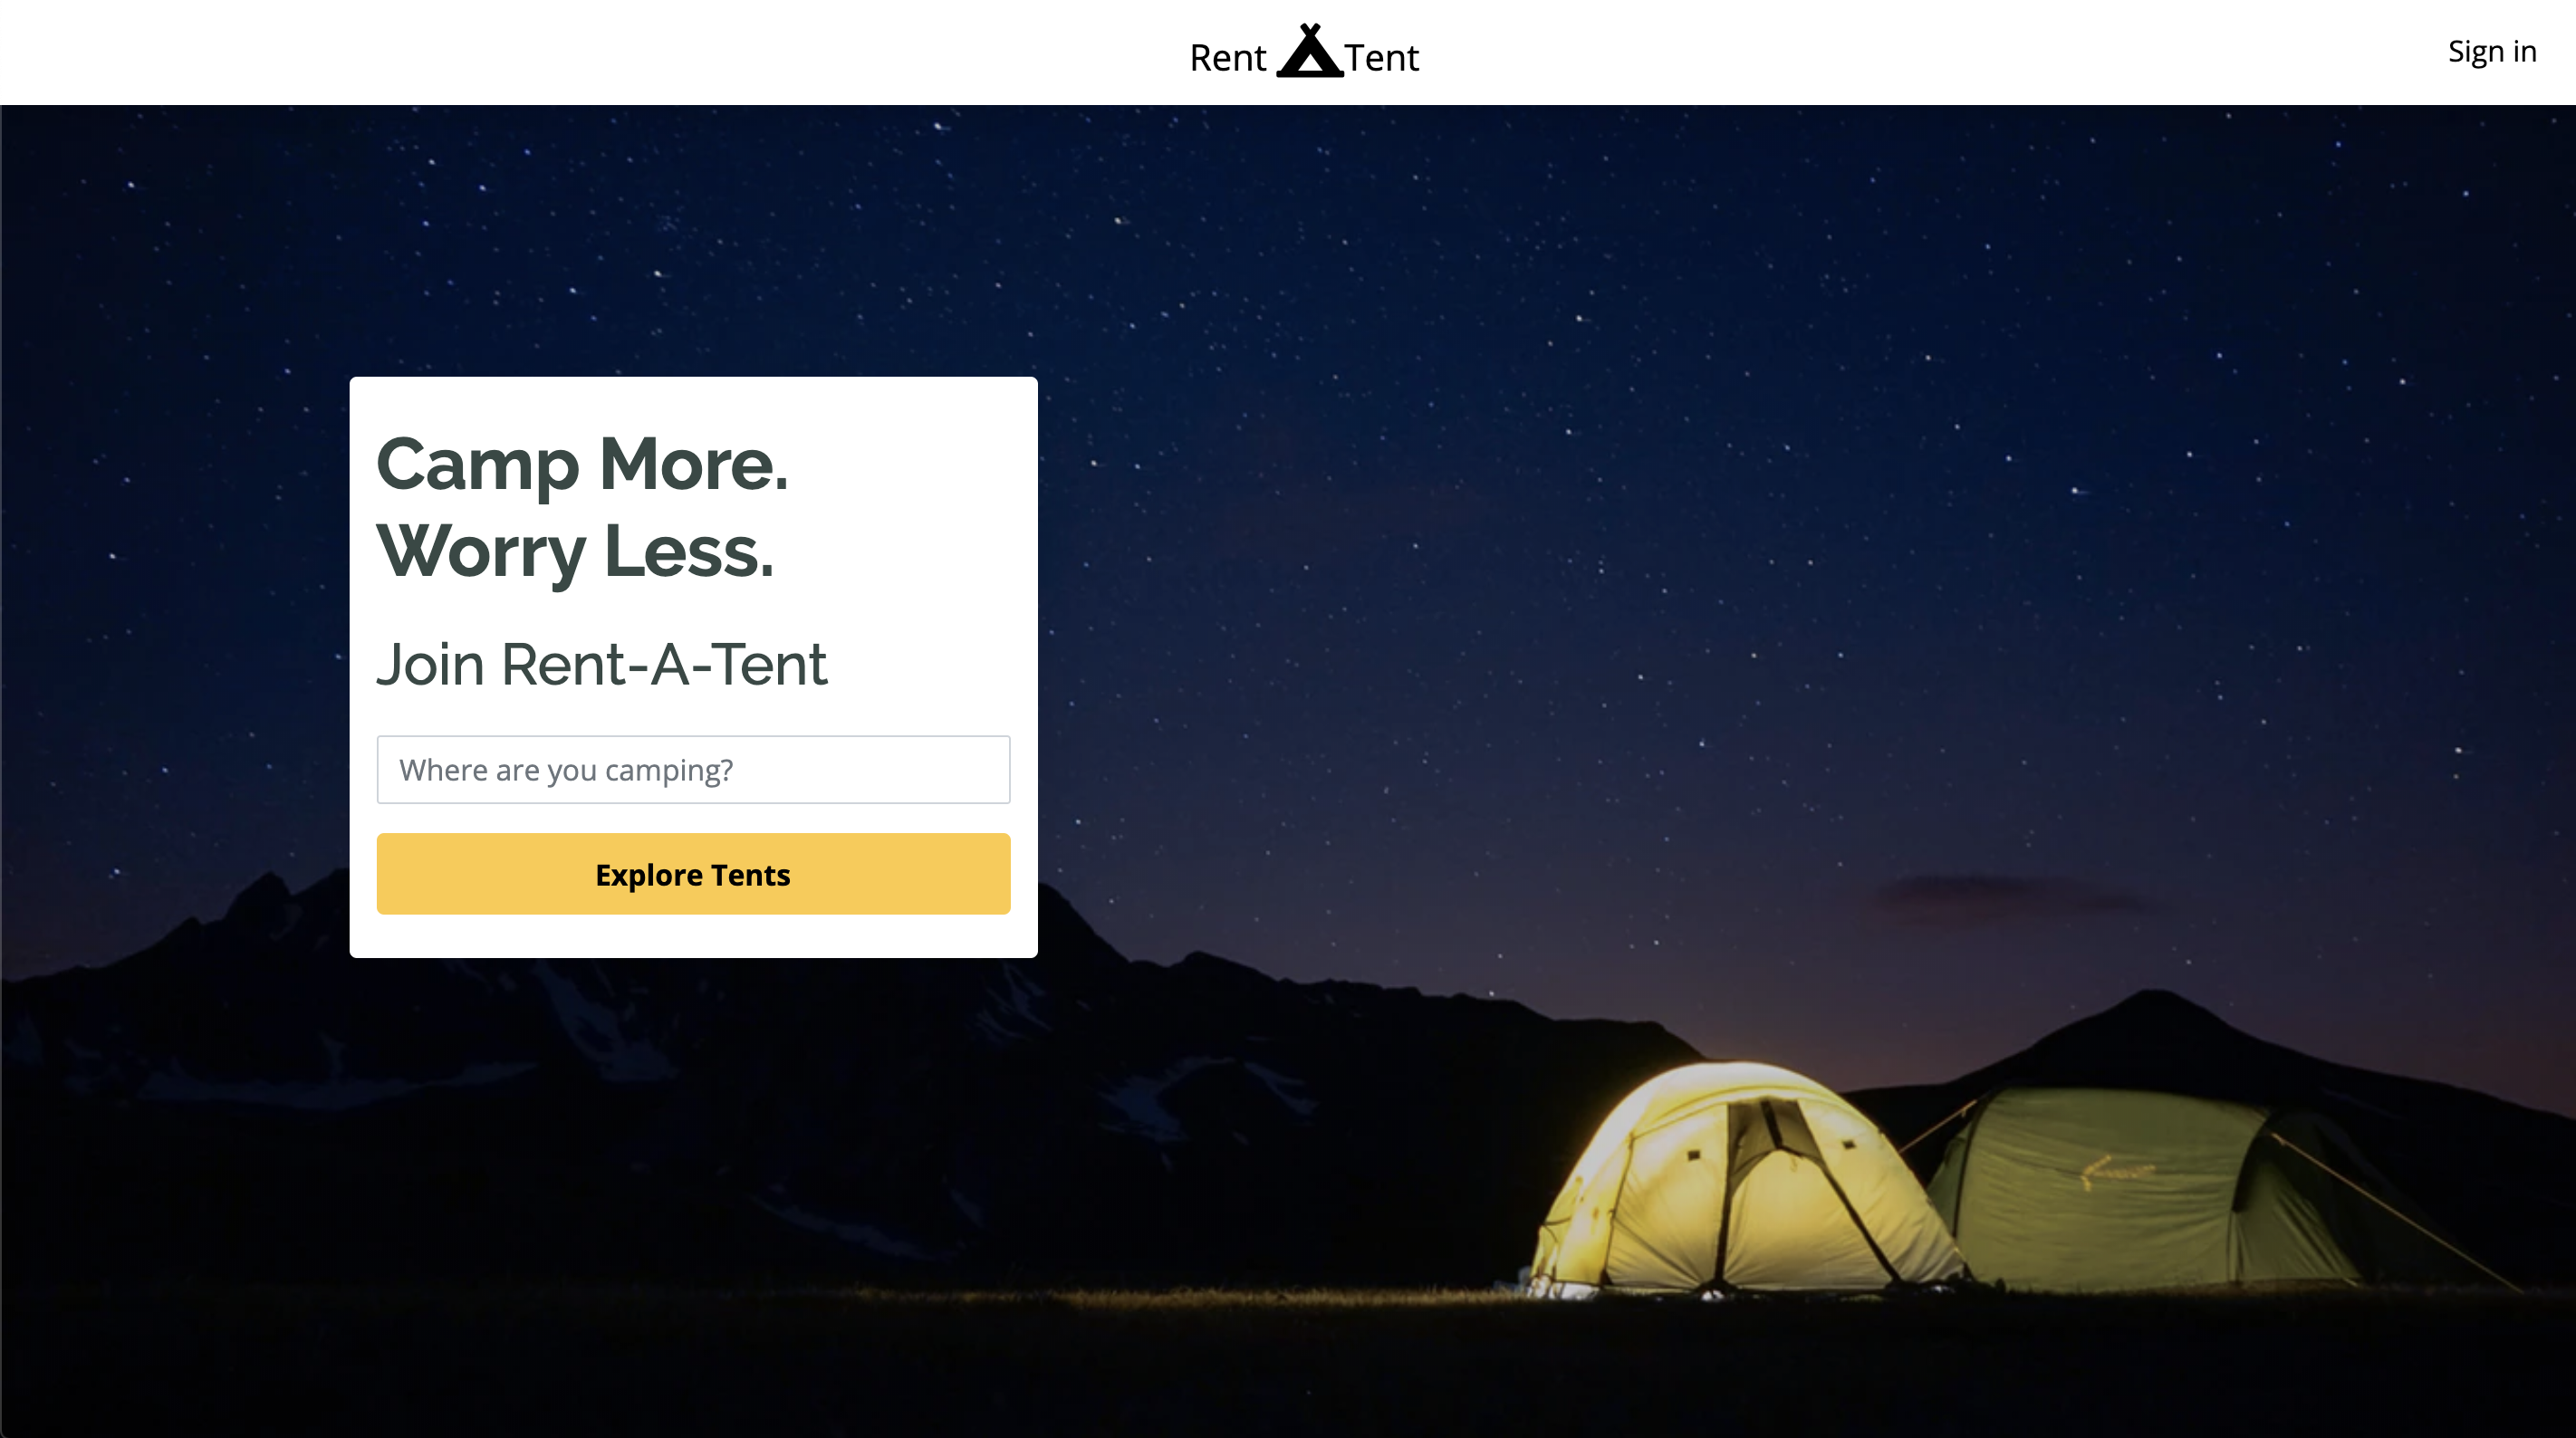 Rent Tent
Sign in
Camp More.
Worry Less.
Join Rent-A-Tent
Where are you camping?
Explore Tents